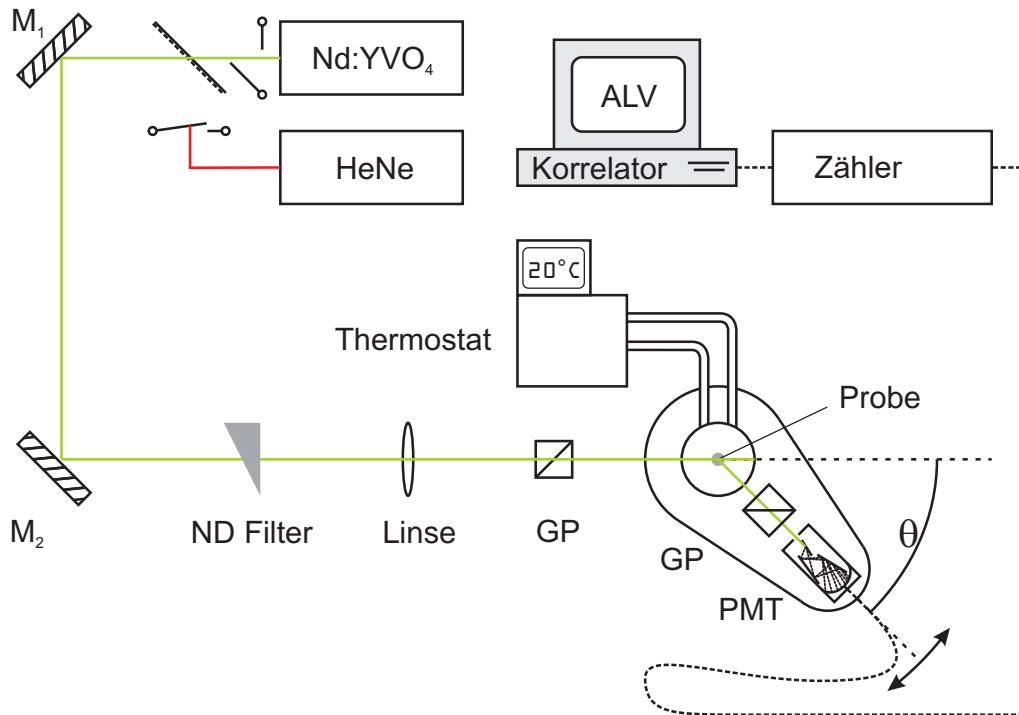 M₁
Nd:YVO₄
ALV
HeNe
Korrelator
Zähler
20°C
Thermostat
Probe
M₂
ND Filter
Linse
GP
GP
θ
PMT